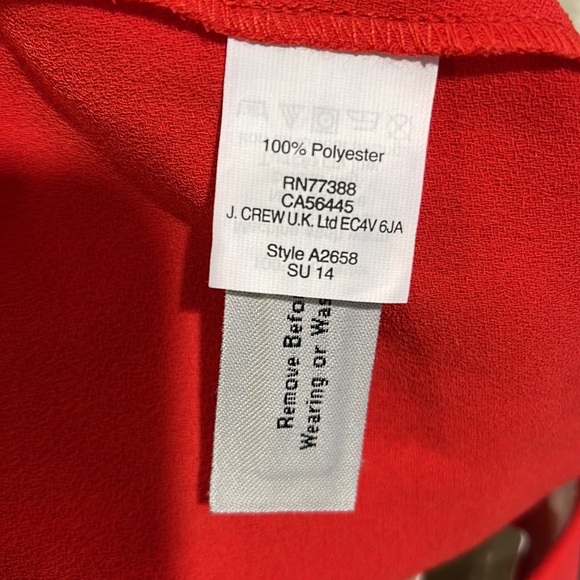 100% Polyester
RN77388
CA56445
J. CREW U.K. Ltd EC4V 6JA
Style A2658
SU 14
Remove Befo
Wearing or Was